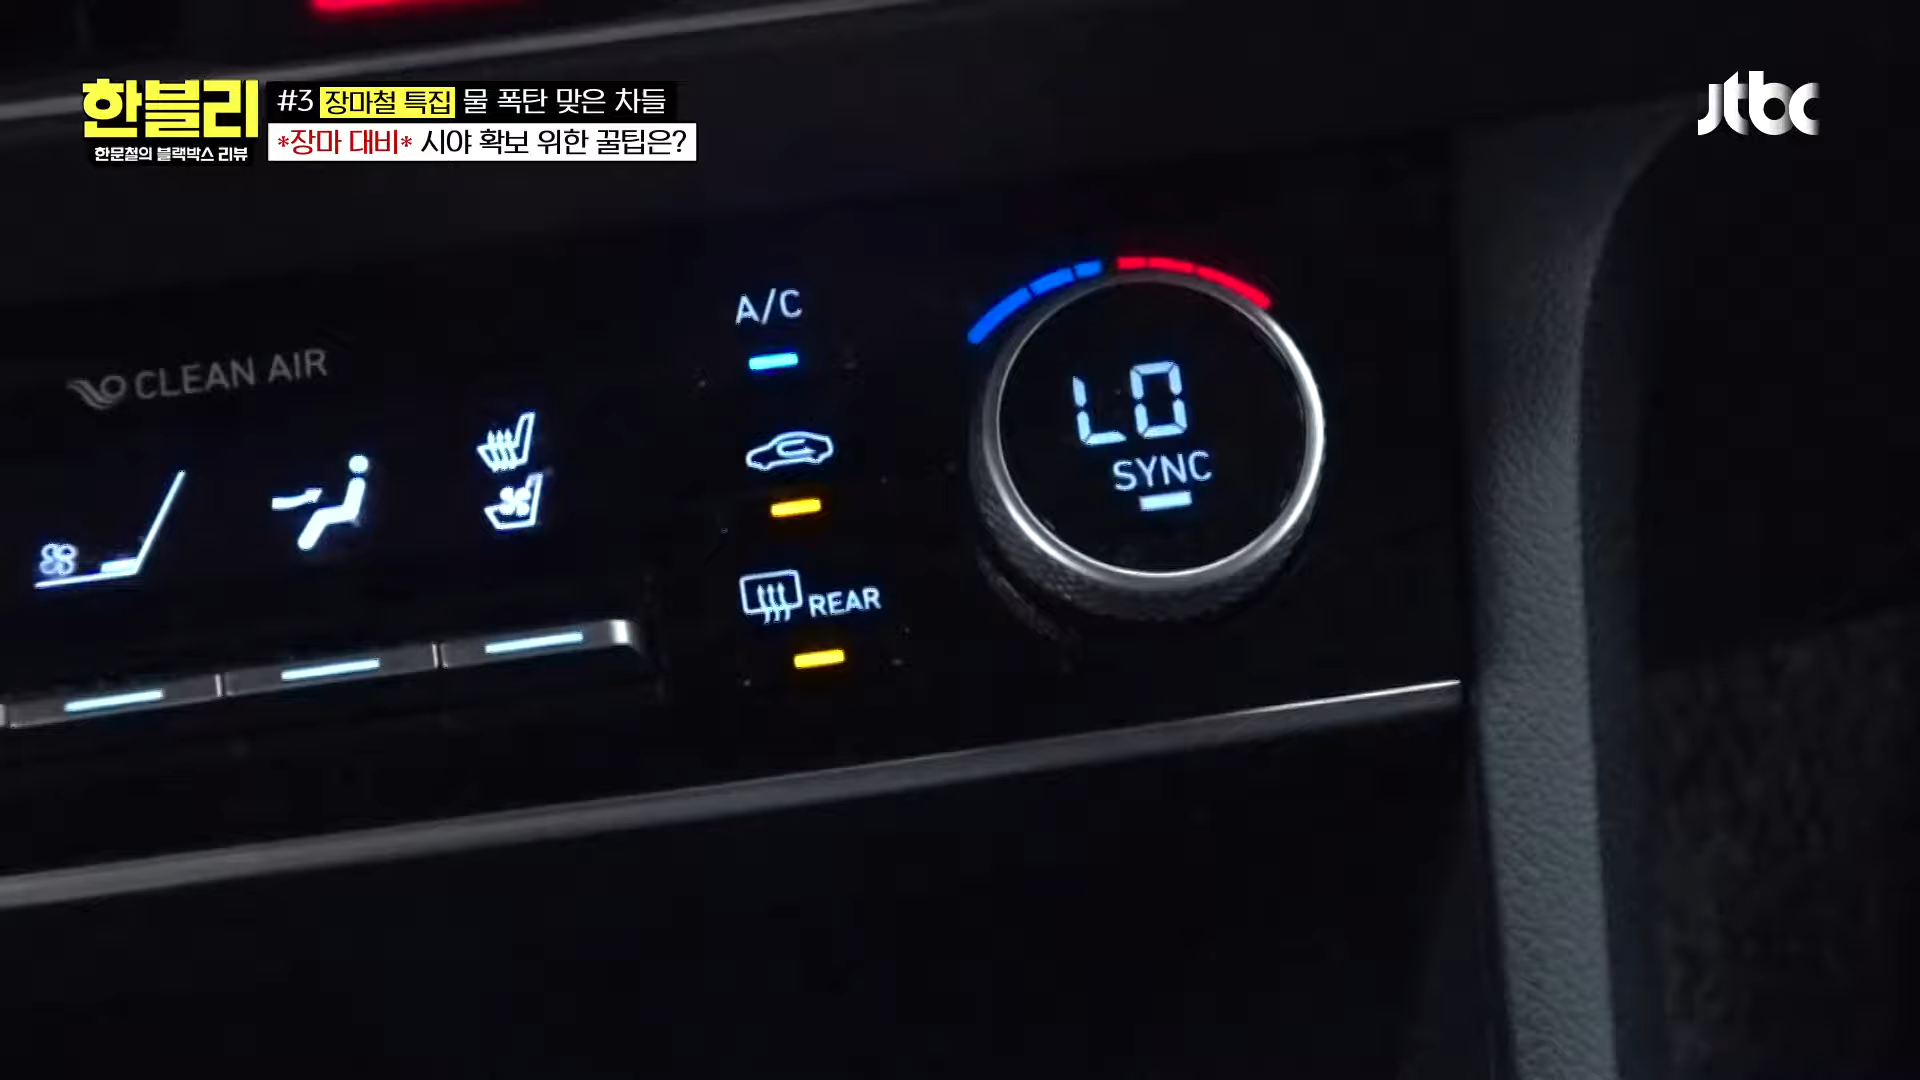 한블리
한문철의 블랙박스 리뷰
#3 장마철 특집 물 폭탄 맞은 차들
*장마 대비* 시야 확보 위한 꿀팁은?
jtbc
A/C
CLEAN AIR
LO
SYNC
REAR